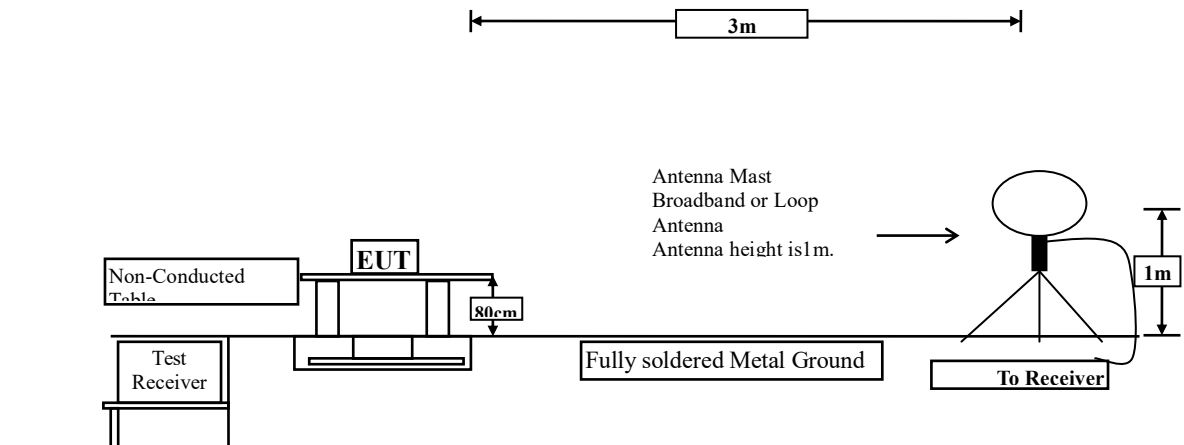 3m
Antenna Mast
Broadband or Loop
Antenna
Antenna height is1m.
EUT
Non-Conducted
Table
80cm
1m
Test
Receiver
Fully soldered Metal Ground
To Receiver